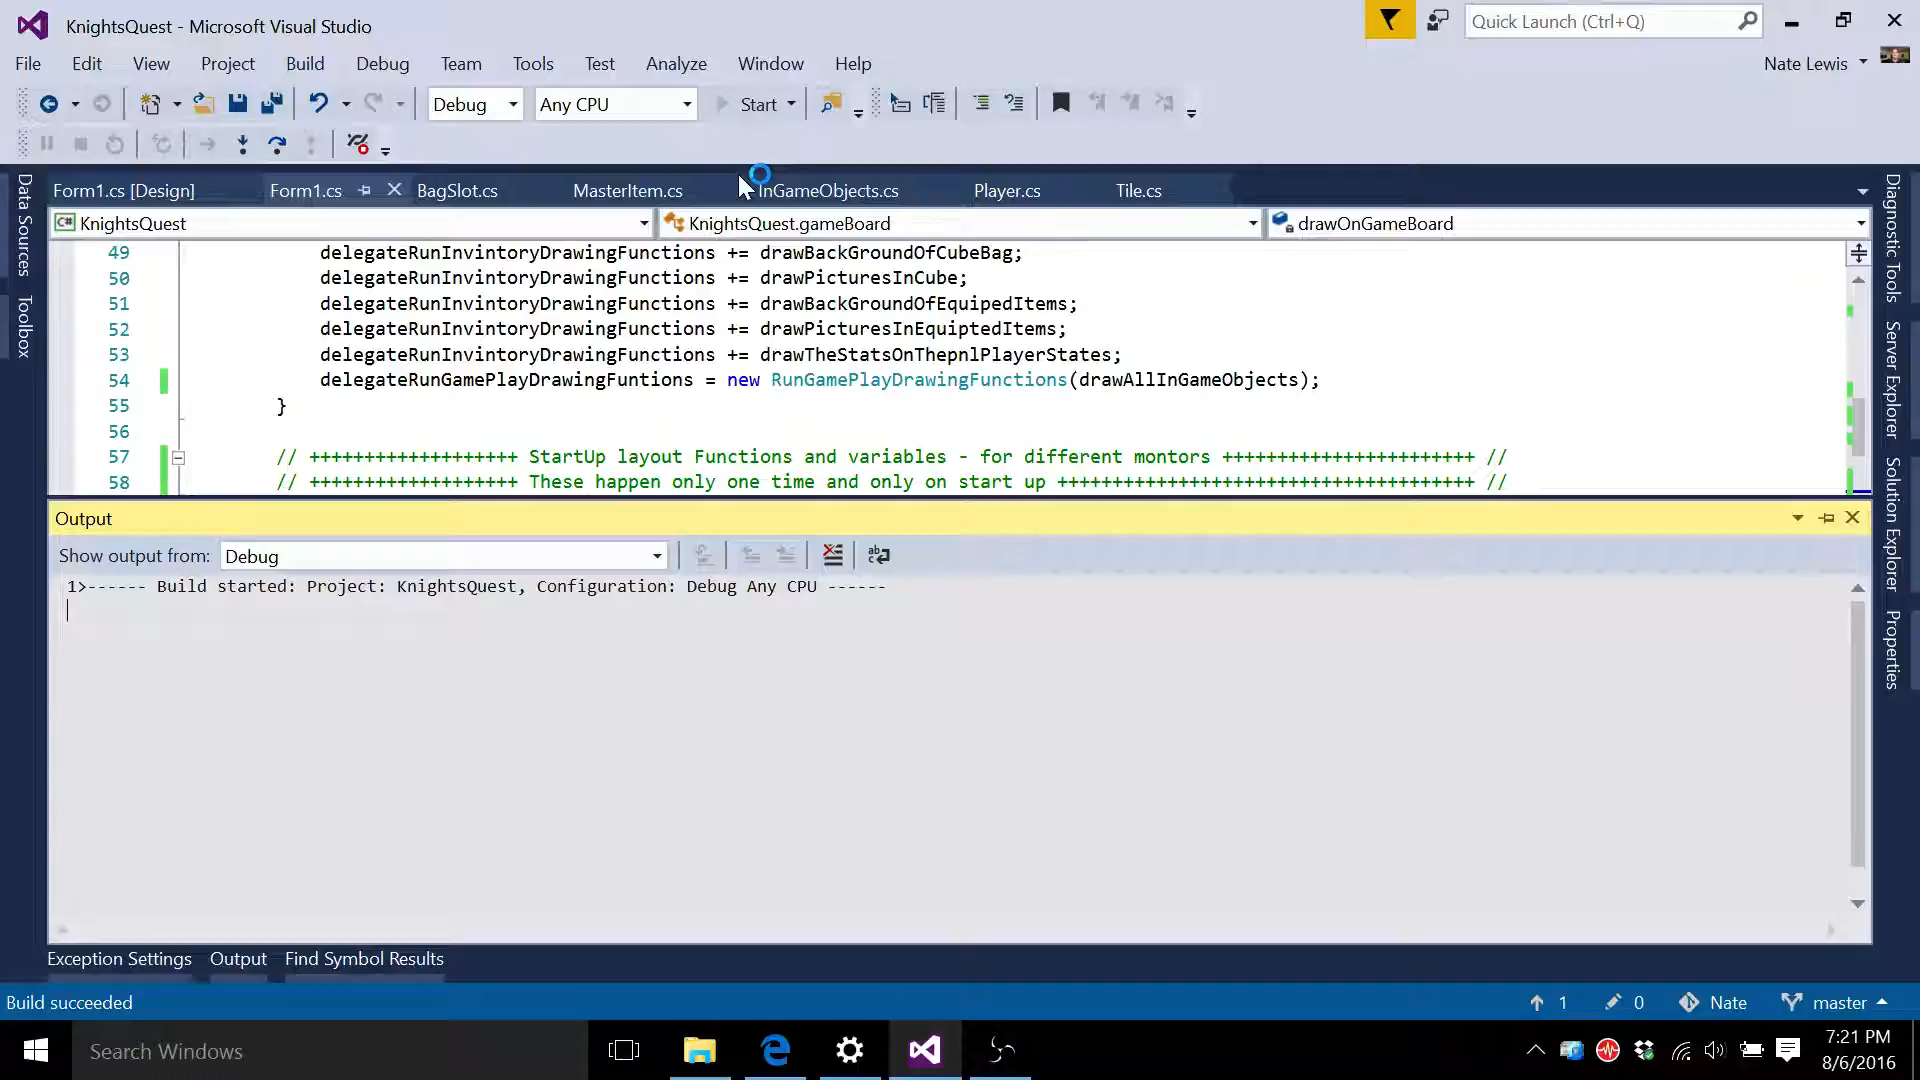 KnightsQuest - Microsoft Visual Studio
Quick Launch (Ctrl+Q)
File Edit View Project Build Debug Team Tools Test Analyze Window Help
Nate Lewis
Debug Any CPU Start
Form1.cs [Design] Form1.cs BagSlot.cs MasterItem.cs InGameObjects.cs Player.cs Tile.cs
C# KnightsQuest KnightsQuest.gameBoard drawOnGameBoard
Data Sources
Toolbox
49 delegateRunInvintoryDrawingFunctions += drawBackGroundOfCubeBag;
50 delegateRunInvintoryDrawingFunctions += drawPicturesInCube;
51 delegateRunInvintoryDrawingFunctions += drawBackGroundOfEquipedItems;
52 delegateRunInvintoryDrawingFunctions += drawPicturesInEquiptedItems;
53 delegateRunInvintoryDrawingFunctions += drawTheStatsOnThepnlPlayerStates;
54 delegateRunGamePlayDrawingFuntions = new RunGamePlayDrawingFunctions(drawAllInGameObjects);
55 }
56
57 // +++++++++++++++++++ StartUp layout Functions and variables - for different montors +++++++++++++++++++++++ //
58 // +++++++++++++++++++ These happen only one time and only on start up ++++++++++++++++++++++++++++++++++++++ //
Diagnostic Tools
Server Explorer
Solution Explorer
Properties
Output
Show output from: Debug
1>------ Build started: Project: KnightsQuest, Configuration: Debug Any CPU ------
Exception Settings Output Find Symbol Results
Build succeeded
1 0 Nate master
Search Windows
7:21 PM
8/6/2016